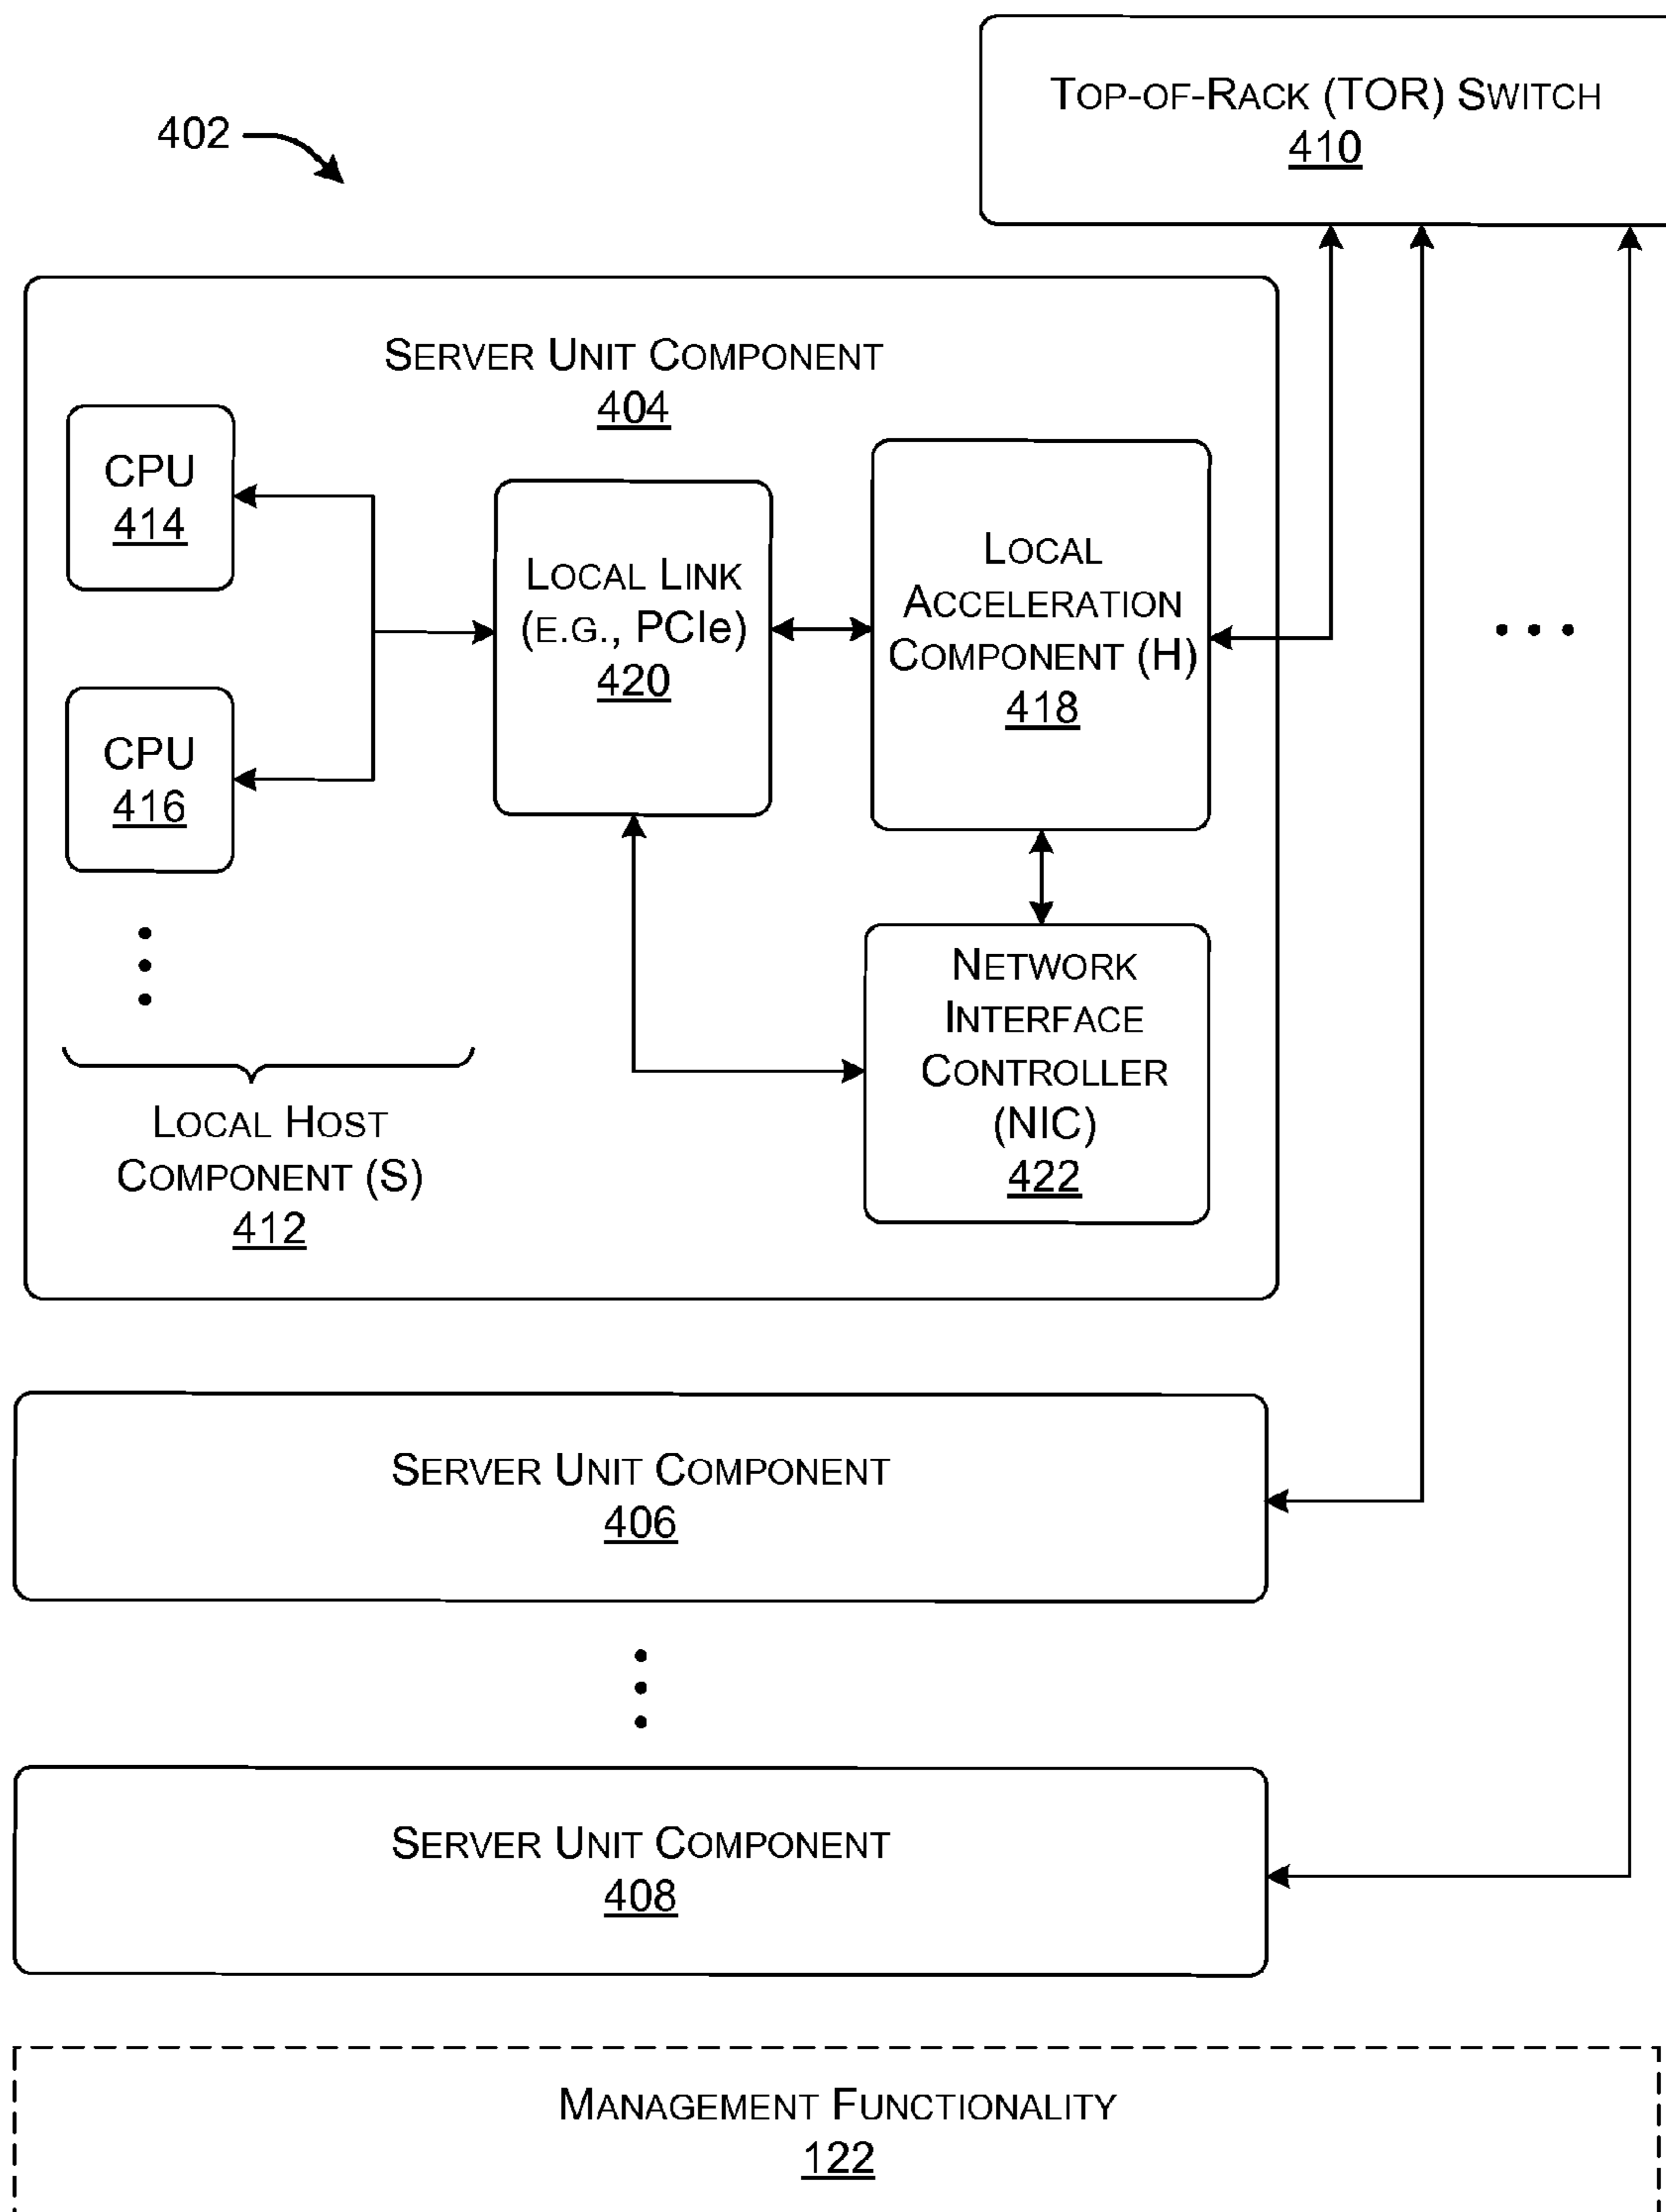 TOP-OF-RACK (TOR) SWITCH
410
402
SERVER UNIT COMPONENT
404
CPU
414
CPU
416
LOCAL LINK
(E.G., PCIe)
420
LOCAL
ACCELERATION
COMPONENT (H)
418
NETWORK
INTERFACE
CONTROLLER
(NIC)
422
LOCAL HOST
COMPONENT (S)
412
SERVER UNIT COMPONENT
406
SERVER UNIT COMPONENT
408
MANAGEMENT FUNCTIONALITY
122